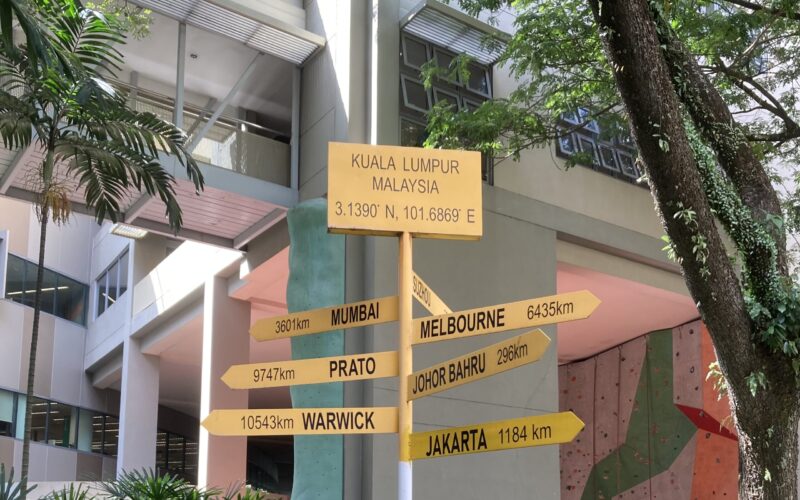 KUALA LUMPUR
MALAYSIA
3.1390° N, 101.6869° E
SUZHOU
3601km MUMBAI
MELBOURNE 6435km
9747km PRATO
JOHOR BAHRU 296km
10543km WARWICK
JAKARTA 1184 km